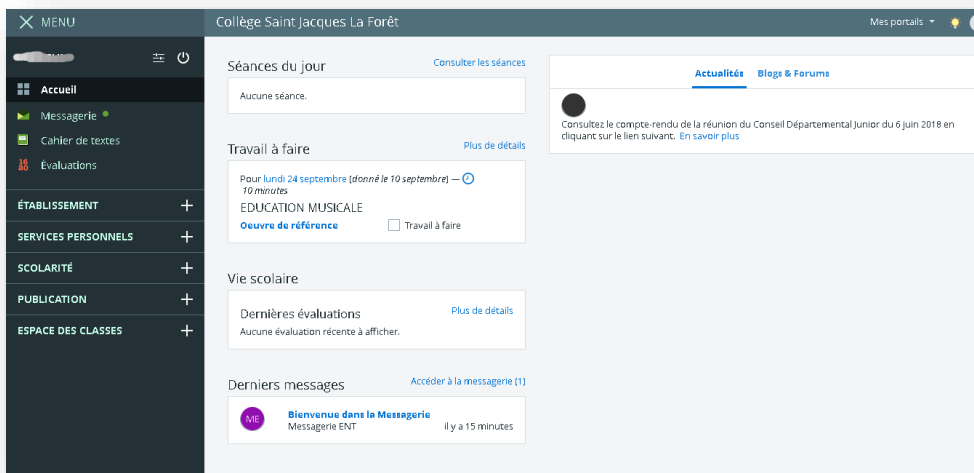 MENU
Collège Saint Jacques La Forêt
Mes portails
Accueil
Messagerie
Cahier de textes
Évaluations
ÉTABLISSEMENT
SERVICES PERSONNELS
SCOLARITÉ
PUBLICATION
ESPACE DES CLASSES
Séances du jour
Consulter les séances
Aucune séance.
Travail à faire
Plus de détails
Pour lundi 24 septembre (donné le 10 septembre) —
10 minutes
EDUCATION MUSICALE
Oeuvre de référence
Travail à faire
Vie scolaire
Dernières évaluations
Plus de détails
Aucune évaluation récente à afficher.
Derniers messages
Accéder à la messagerie (1)
ME
Bienvenue dans la Messagerie
Messagerie ENT
il y a 15 minutes
Actualités
Blogs & Forums
Consultez le compte-rendu de la réunion du Conseil Départemental Junior du 6 juin 2018 en
cliquant sur le lien suivant. En savoir plus